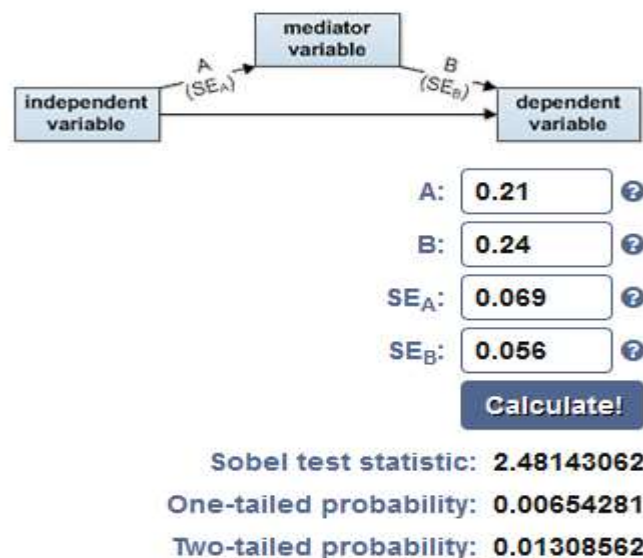 mediator
variable
A
(SEA)
B
(SEB)
independent
variable
dependent
variable
A: 0.21 ?
B: 0.24 ?
SEA: 0.069 ?
SEB: 0.056 ?
Calculate!
Sobel test statistic: 2.48143062
One-tailed probability: 0.00654281
Two-tailed probability: 0.01308562